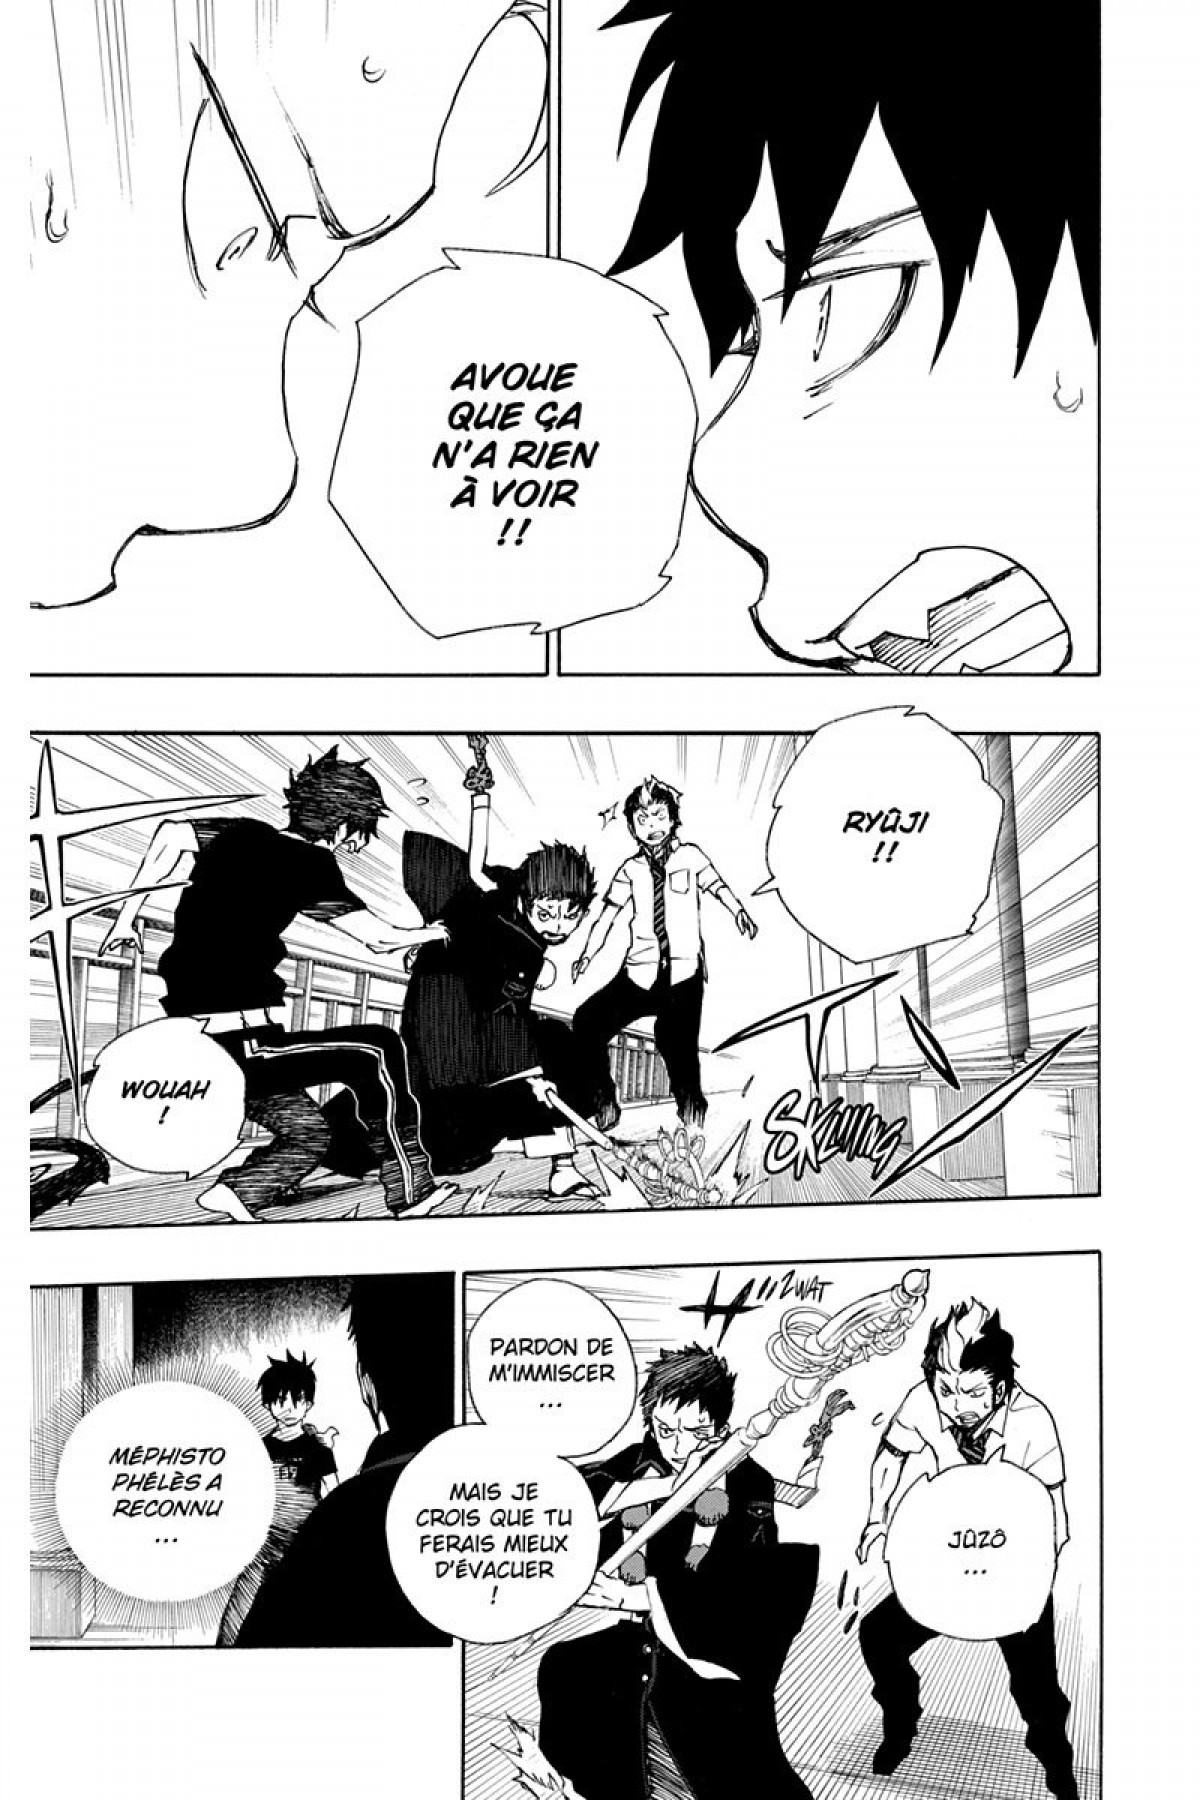 AVOUE
QUE ÇA
N'A RIEN
À VOIR
!!
RYÛJI
!!
WOUAH
!
SKLIIIING
ZWAT
PARDON DE
M'IMMISCER
...
MAIS JE
CROIS QUE TU
FERAIS MIEUX
D'ÉVACUER
!
JÛZÔ
...
MÉPHISTO
PHÉLÈS A
RECONNU
...